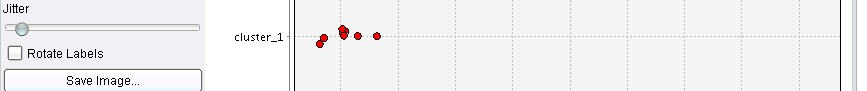 Jitter
cluster_1
Rotate Labels
Save Image...